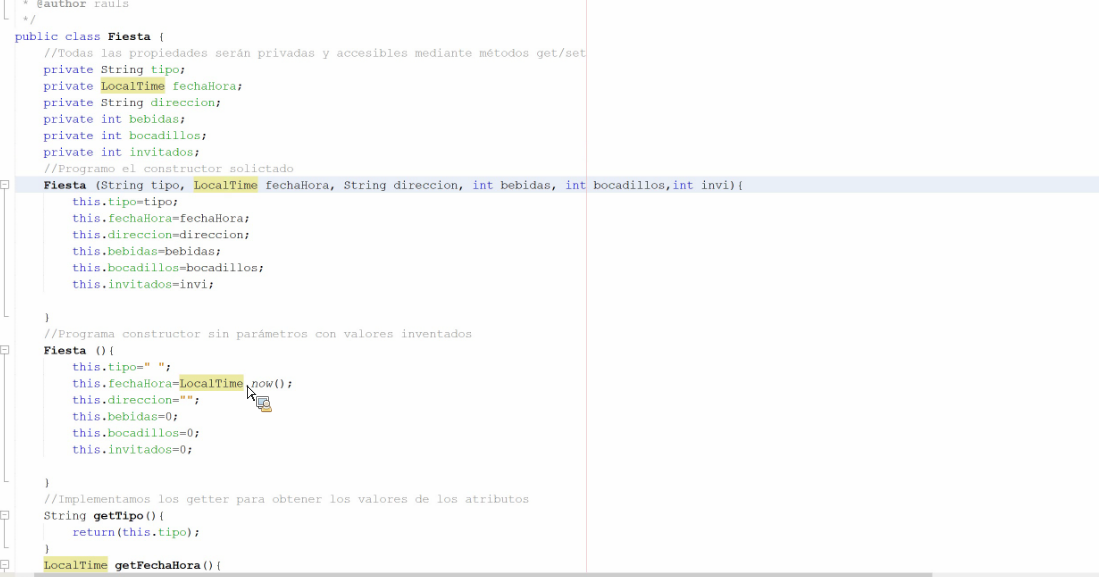 * @author rauls
*/
public class Fiesta {
//Todas las propiedades serán privadas y accesibles mediante métodos get/set
private String tipo;
private LocalTime fechaHora;
private String direccion;
private int bebidas;
private int bocadillos;
private int invitados;
//Programo el constructor solictado
Fiesta (String tipo, LocalTime fechaHora, String direccion, int bebidas, int bocadillos,int invi){
this.tipo=tipo;
this.fechaHora=fechaHora;
this.direccion=direccion;
this.bebidas=bebidas;
this.bocadillos=bocadillos;
this.invitados=invi;
}
//Programa constructor sin parámetros con valores inventados
Fiesta (){
this.tipo=" ";
this.fechaHora=LocalTime.now();
this.direccion="";
this.bebidas=0;
this.bocadillos=0;
this.invitados=0;
}
//Implementamos los getter para obtener los valores de los atributos
String getTipo(){
return(this.tipo);
}
LocalTime getFechaHora(){